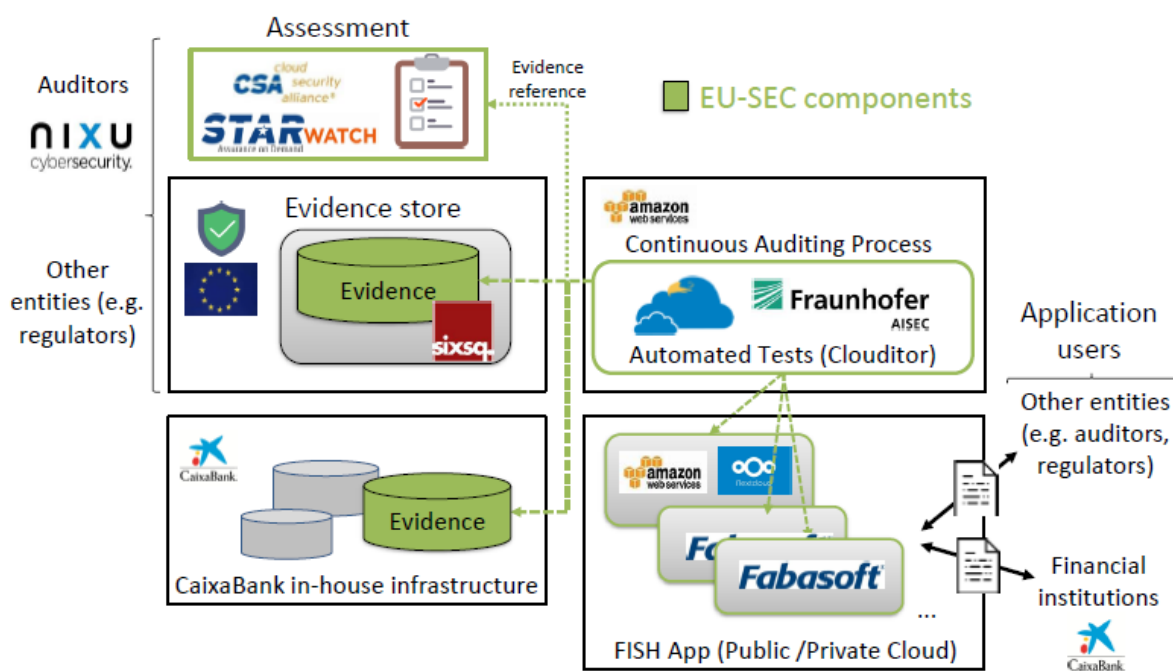 Assessment
Auditors
NIXU
cybersecurity.
cloud
CSA security
alliance®
STARWATCH
Assurance on Demand
Evidence
reference
EU-SEC components
Evidence store
Evidence
sixsq.
Other
entities (e.g.
regulators)
amazon
web services
Continuous Auditing Process
Fraunhofer
AISEC
Automated Tests (Clouditor)
Application
users
Other entities
(e.g. auditors,
regulators)
CaixaBank
Evidence
CaixaBank in-house infrastructure
amazon
web services
Nextcloud
Fabasoft
...
FISH App (Public /Private Cloud)
Financial
institutions
CaixaBank